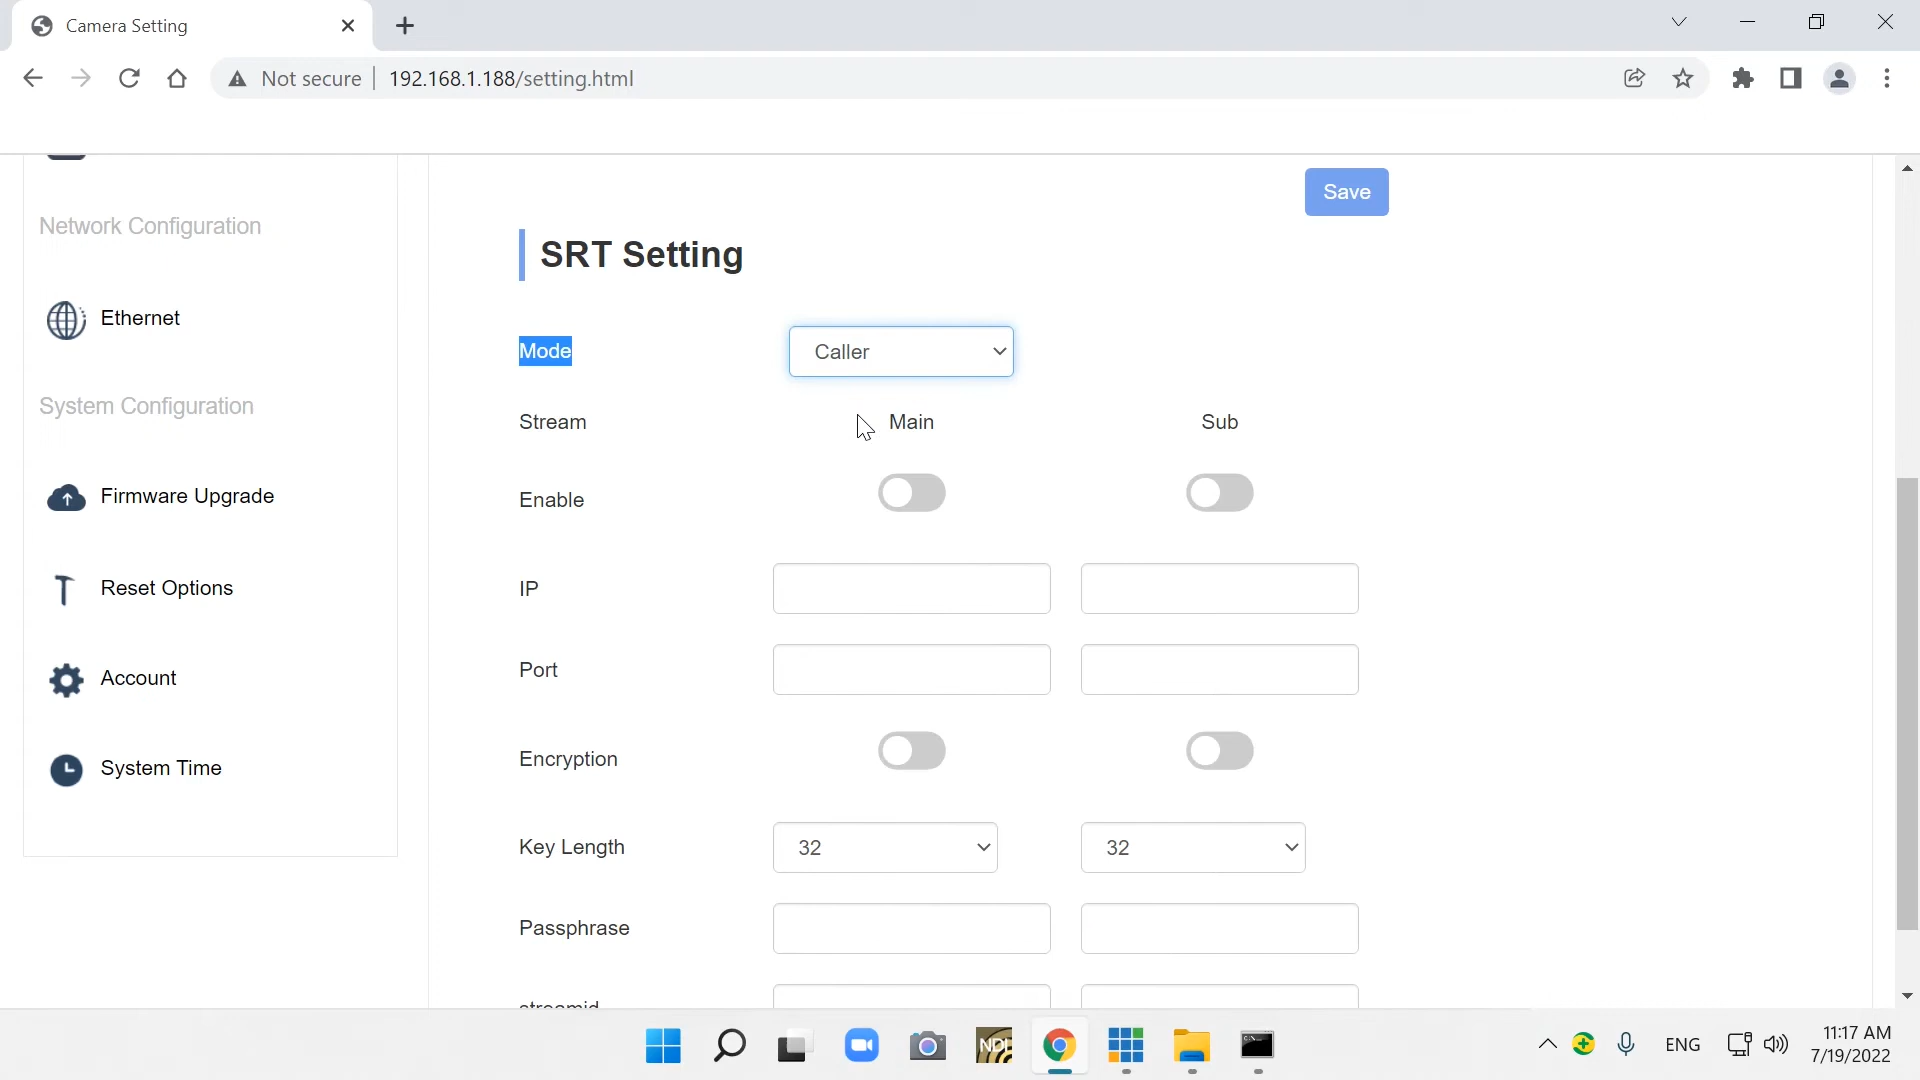 Camera Setting
Not secure
192.168.1.188/setting.html
Network Configuration
Ethernet
System Configuration
Firmware Upgrade
Reset Options
Account
System Time
Save
SRT Setting
Mode
Caller
Stream
Main
Sub
Enable
IP
Port
Encryption
Key Length
32
32
Passphrase
streamid
NDI
ENG
11:17 AM
7/19/2022